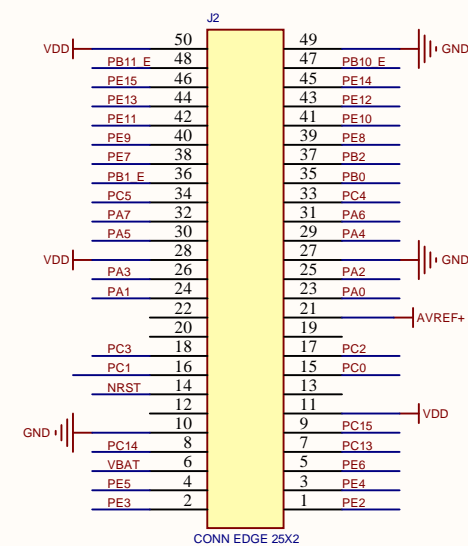 J2
VDD 50 49 GND
PB11_E 48 47 PB10_E
PE15 46 45 PE14
PE13 44 43 PE12
PE11 42 41 PE10
PE9 40 39 PE8
PE7 38 37 PB2
PB1_E 36 35 PB0
PC5 34 33 PC4
PA7 32 31 PA6
PA5 30 29 PA4
VDD 28 27 GND
PA3 26 25 PA2
PA1 24 23 PA0
22 21 AVREF+
20 19
PC3 18 17 PC2
PC1 16 15 PC0
NRST 14 13
12 11 VDD
GND 10 9 PC15
PC14 8 7 PC13
VBAT 6 5 PE6
PE5 4 3 PE4
PE3 2 1 PE2
CONN EDGE 25X2